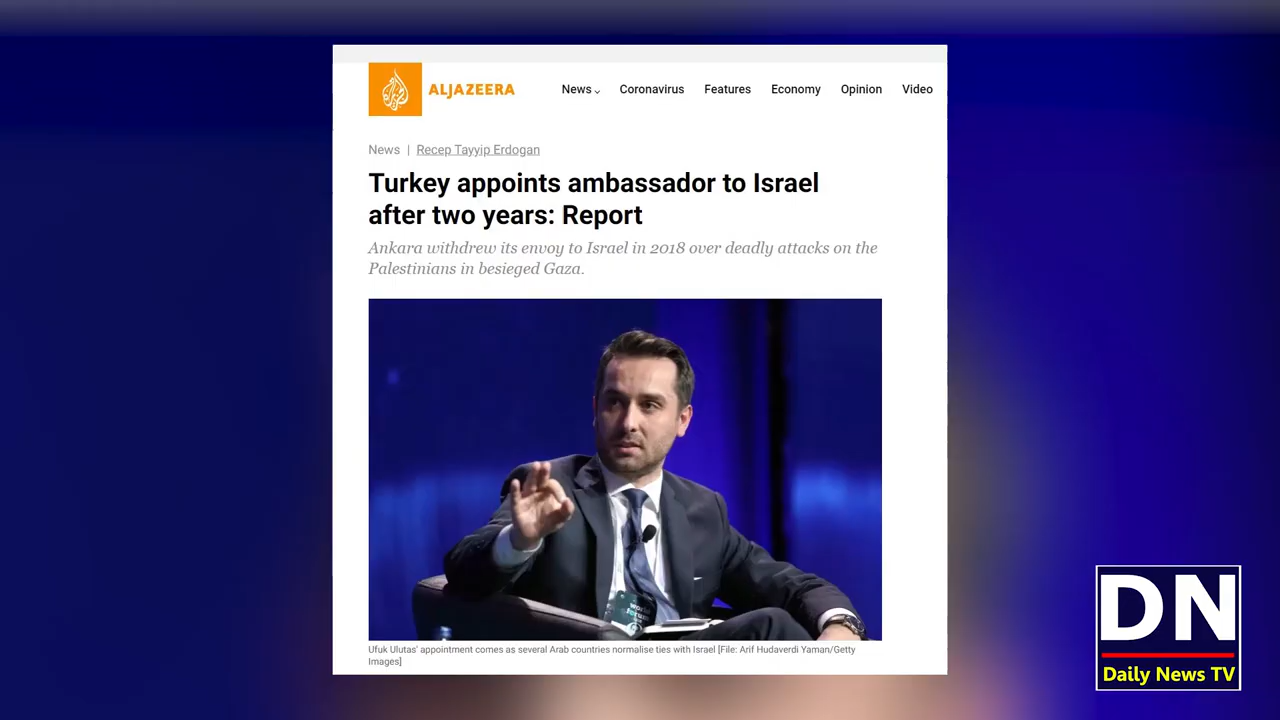 ALJAZEERA
News Coronavirus Features Economy Opinion Video
News | Recep Tayyip Erdogan
Turkey appoints ambassador to Israel
after two years: Report
Ankara withdrew its envoy to Israel in 2018 over deadly attacks on the
Palestinians in besieged Gaza.
world
forum
Ufuk Ulutas' appointment comes as several Arab countries normalise ties with Israel [File: Arif Hudaverdi Yaman/Getty
Images]
DN
Daily News TV